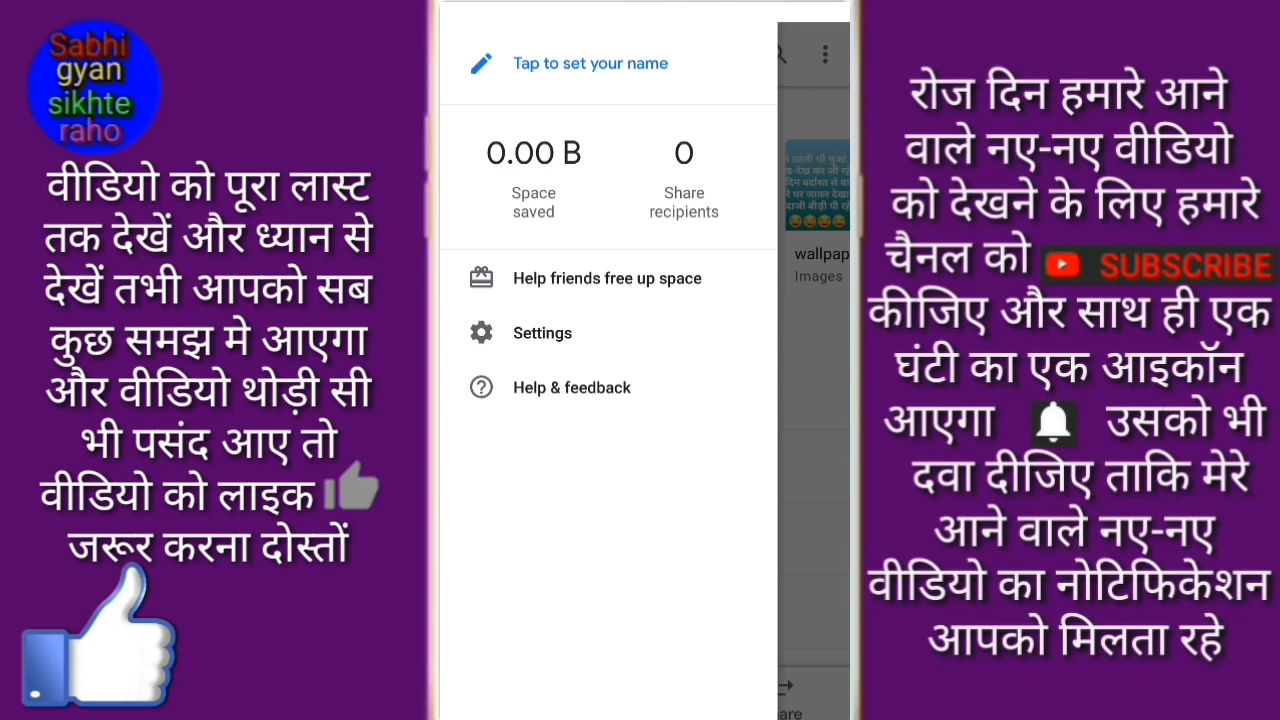 Sabhi
gyan
sikhte
raho
वीडियो को पूरा लास्ट
तक देखें और ध्यान से
देखें तभी आपको सब
कुछ समझ मे आएगा
और वीडियो थोड़ी सी
भी पसंद आए तो
वीडियो को लाइक
जरूर करना दोस्तों
Tap to set your name
0.00 B
Space
saved
0
Share
recipients
Help friends free up space
Settings
Help & feedback
wallpap
Images
are
रोज दिन हमारे आने
वाले नए-नए वीडियो
को देखने के लिए हमारे
चैनल को SUBSCRIBE
कीजिए और साथ ही एक
घंटी का एक आइकॉन
आएगा उसको भी
दवा दीजिए ताकि मेरे
आने वाले नए-नए
वीडियो का नोटिफिकेशन
आपको मिलता रहे